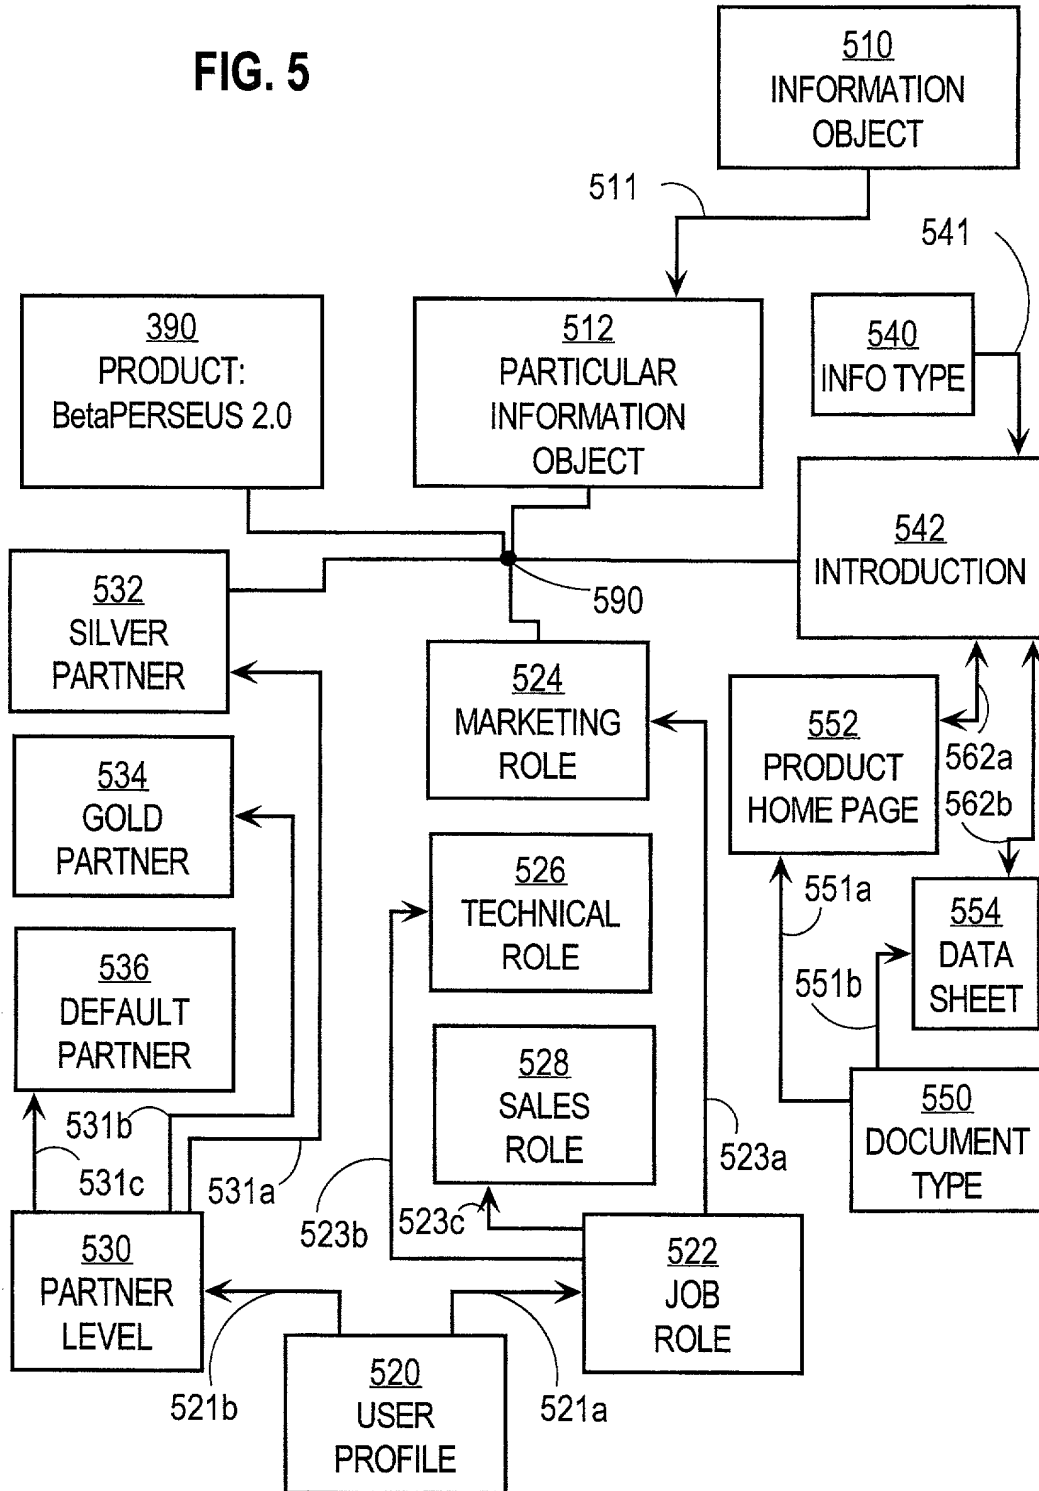 FIG. 5
510
INFORMATION
OBJECT
511
541
390
PRODUCT:
BetaPERSEUS 2.0
512
PARTICULAR
INFORMATION
OBJECT
540
INFO TYPE
542
INTRODUCTION
532
SILVER
PARTNER
590
524
MARKETING
ROLE
552
PRODUCT
HOME PAGE
562a
562b
534
GOLD
PARTNER
526
TECHNICAL
ROLE
551a
554
DATA
SHEET
551b
536
DEFAULT
PARTNER
528
SALES
ROLE
550
DOCUMENT
TYPE
531b
531c
531a
523b
523c
523a
530
PARTNER
LEVEL
522
JOB
ROLE
521b
520
USER
PROFILE
521a